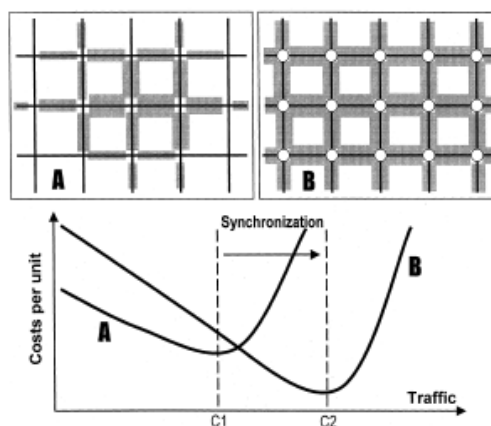 A
B
Synchronization
Costs per unit
A
B
Traffic
C1
C2